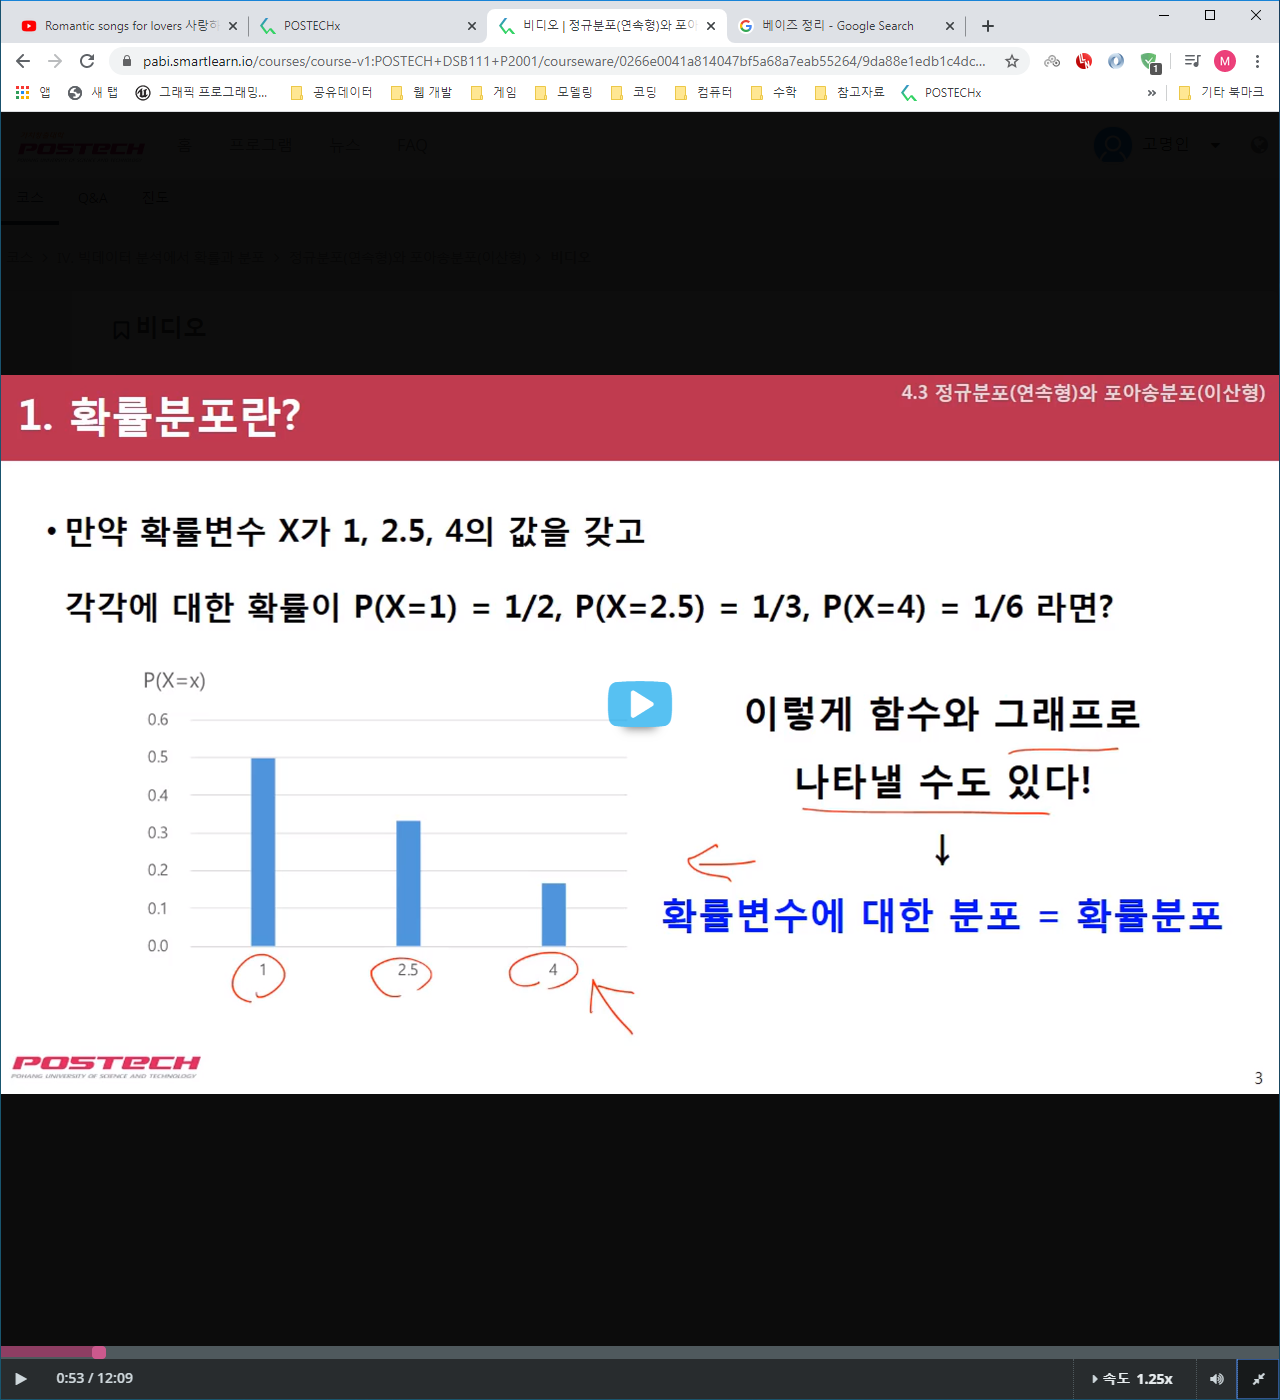 Romantic songs for lovers 사랑하
POSTECHx
비디오 | 정규분포(연속형)와 포아
베이즈 정리 - Google Search
pabi.smartlearn.io/courses/course-v1:POSTECH+DSB111+P2001/courseware/0266e0041a814047bf5a68a7eab55264/9da88e1edb1c4dc...
1
M
앱
새 탭
그래픽 프로그래밍...
공유데이터
웹 개발
게임
모델링
코딩
컴퓨터
수학
참고자료
POSTECHx
»
기타 북마크
POSTECH
홈
프로그램
뉴스
FAQ
고영인
코스
Q&A
진도
비디오
비디오
1. 확률분포란?
4.3 정규분포(연속형)와 포아송분포(이산형)
• 만약 확률변수 X가 1, 2.5, 4의 값을 갖고
각각에 대한 확률이 P(X=1) = 1/2, P(X=2.5) = 1/3, P(X=4) = 1/6 라면?
P(X=x)
0.6
0.5
0.4
0.3
0.2
0.1
0.0
1
2.5
4
이렇게 함수와 그래프로
나타낼 수도 있다!
↓
확률변수에 대한 분포 = 확률분포
POSTECH
POHANG UNIVERSITY OF SCIENCE AND TECHNOLOGY
3
0:53 / 12:09
속도 1.25x